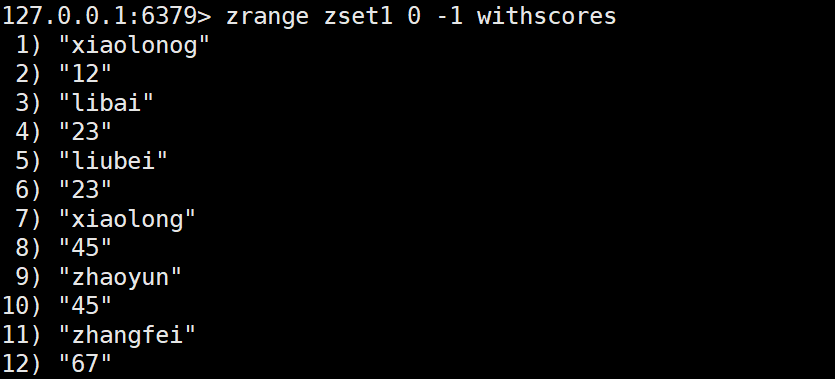 127.0.0.1:6379> zrange zset1 0 -1 withscores
1) "xiaolonog"
2) "12"
3) "libai"
4) "23"
5) "liubei"
6) "23"
7) "xiaolong"
8) "45"
9) "zhaoyun"
10) "45"
11) "zhangfei"
12) "67"